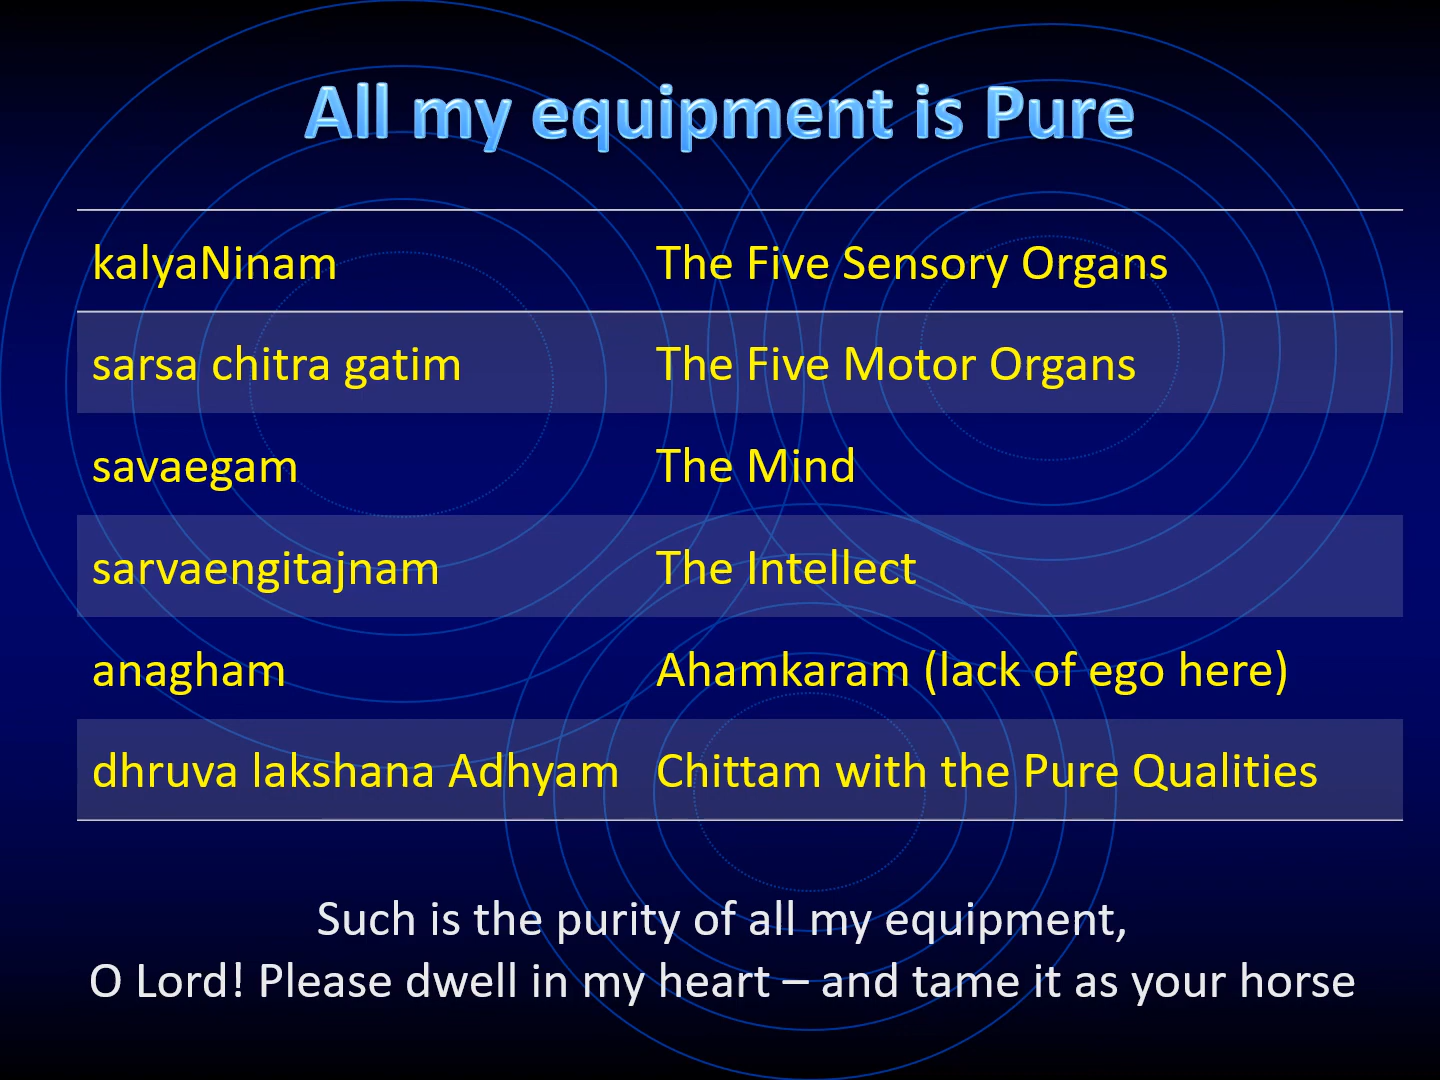 All my equipment is Pure
kalyaNinam The Five Sensory Organs
sarsa chitra gatim The Five Motor Organs
savaegam The Mind
sarvaengitajnam The Intellect
anagham Ahamkaram (lack of ego here)
dhruva lakshana Adhyam Chittam with the Pure Qualities
Such is the purity of all my equipment,
O Lord! Please dwell in my heart – and tame it as your horse